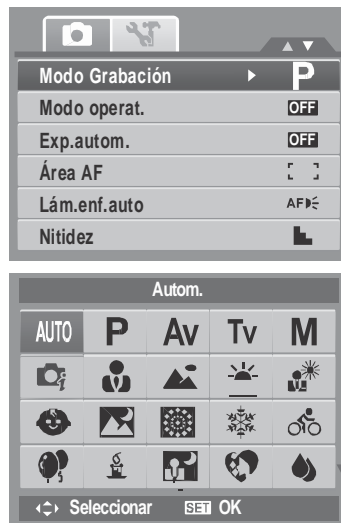 Modo Grabación P
Modo operat. OFF
Exp.autom. OFF
Área AF
Lám.enf.auto AF
Nitidez
Autom.
AUTO P Av Tv M
Seleccionar SET OK